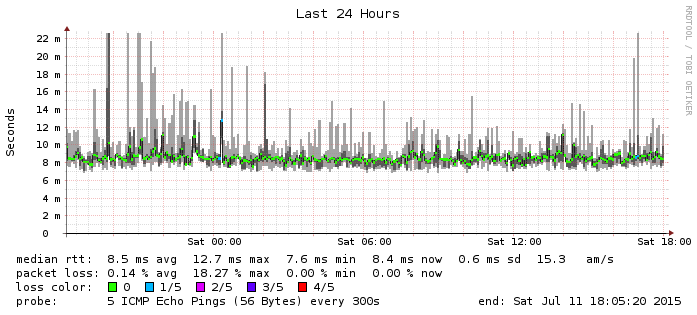 Last 24 Hours
RRDTOOL / TOBI OETIKER
Seconds
22 m
20 m
18 m
16 m
14 m
12 m
10 m
8 m
6 m
4 m
2 m
0
Sat 00:00 Sat 06:00 Sat 12:00 Sat 18:00
median rtt: 8.5 ms avg 12.7 ms max 7.6 ms min 8.4 ms now 0.6 ms sd 15.3 am/s
packet loss: 0.14 % avg 18.27 % max 0.00 % min 0.00 % now
loss color: 0 1/5 2/5 3/5 4/5
probe: 5 ICMP Echo Pings (56 Bytes) every 300s end: Sat Jul 11 18:05:20 2015